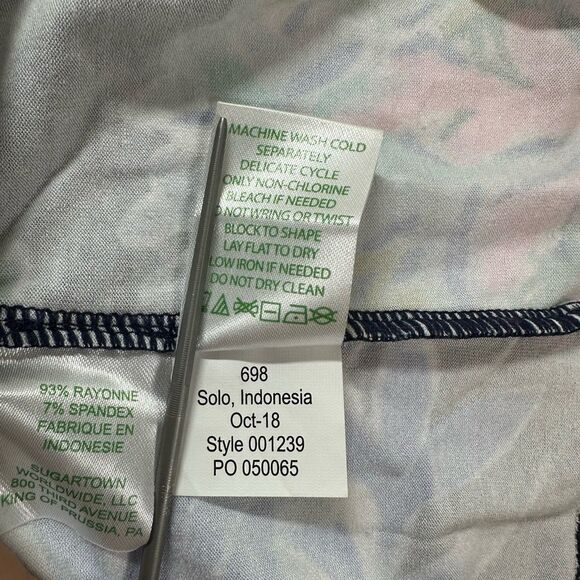 MACHINE WASH COLD
SEPARATELY
DELICATE CYCLE
ONLY NON-CHLORINE
BLEACH IF NEEDED
DO NOT WRING OR TWIST
BLOCK TO SHAPE
LAY FLAT TO DRY
LOW IRON IF NEEDED
DO NOT DRY CLEAN
698
Solo, Indonesia
Oct-18
Style 001239
PO 050065
93% RAYONNE
7% SPANDEX
FABRIQUE EN
INDONESIE
SUGARTOWN
WORLDWIDE, LLC
800 THIRD AVENUE
KING OF PRUSSIA, PA